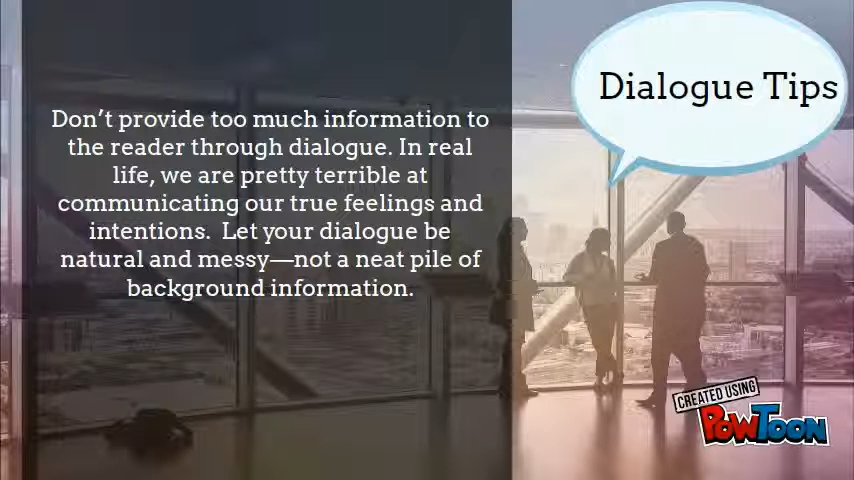 Dialogue Tips
Don’t provide too much information to
the reader through dialogue. In real
life, we are pretty terrible at
communicating our true feelings and
intentions.  Let your dialogue be
natural and messy—not a neat pile of
background information.
CREATED USING
POWTOON